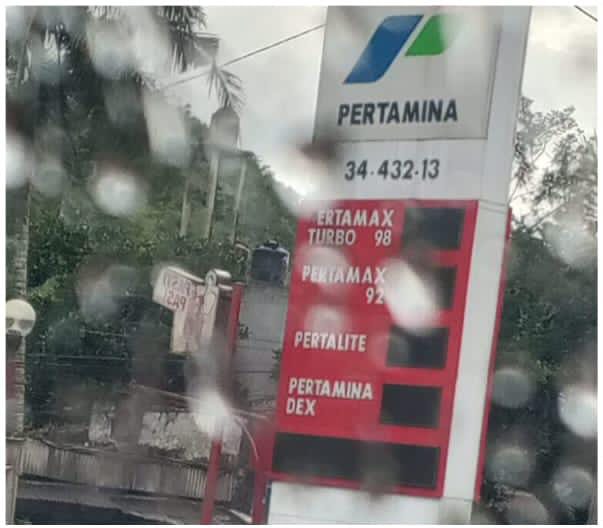 PERTAMINA
34-432-13
PERTAMAX
TURBO 98
PERTAMAX
92
PERTALITE
PERTAMINA
DEX